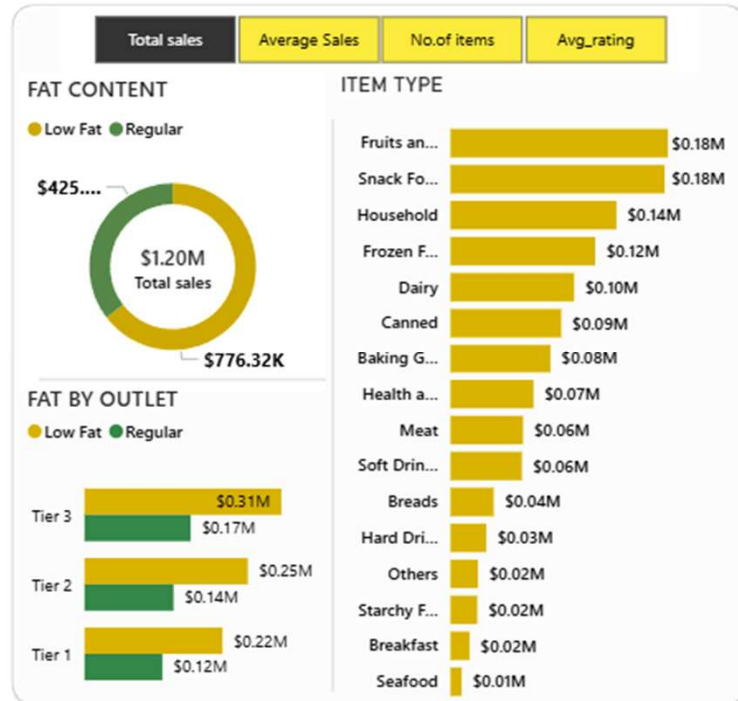 Total sales Average Sales No.of items Avg_rating
FAT CONTENT
Low Fat Regular
$425....
$1.20M
Total sales
$776.32K
FAT BY OUTLET
Low Fat Regular
Tier 3 $0.31M
$0.17M
Tier 2 $0.25M
$0.14M
Tier 1 $0.22M
$0.12M
ITEM TYPE
Fruits an... $0.18M
Snack Fo... $0.18M
Household $0.14M
Frozen F... $0.12M
Dairy $0.10M
Canned $0.09M
Baking G... $0.08M
Health a... $0.07M
Meat $0.06M
Soft Drin... $0.06M
Breads $0.04M
Hard Dri... $0.03M
Others $0.02M
Starchy F... $0.02M
Breakfast $0.02M
Seafood $0.01M